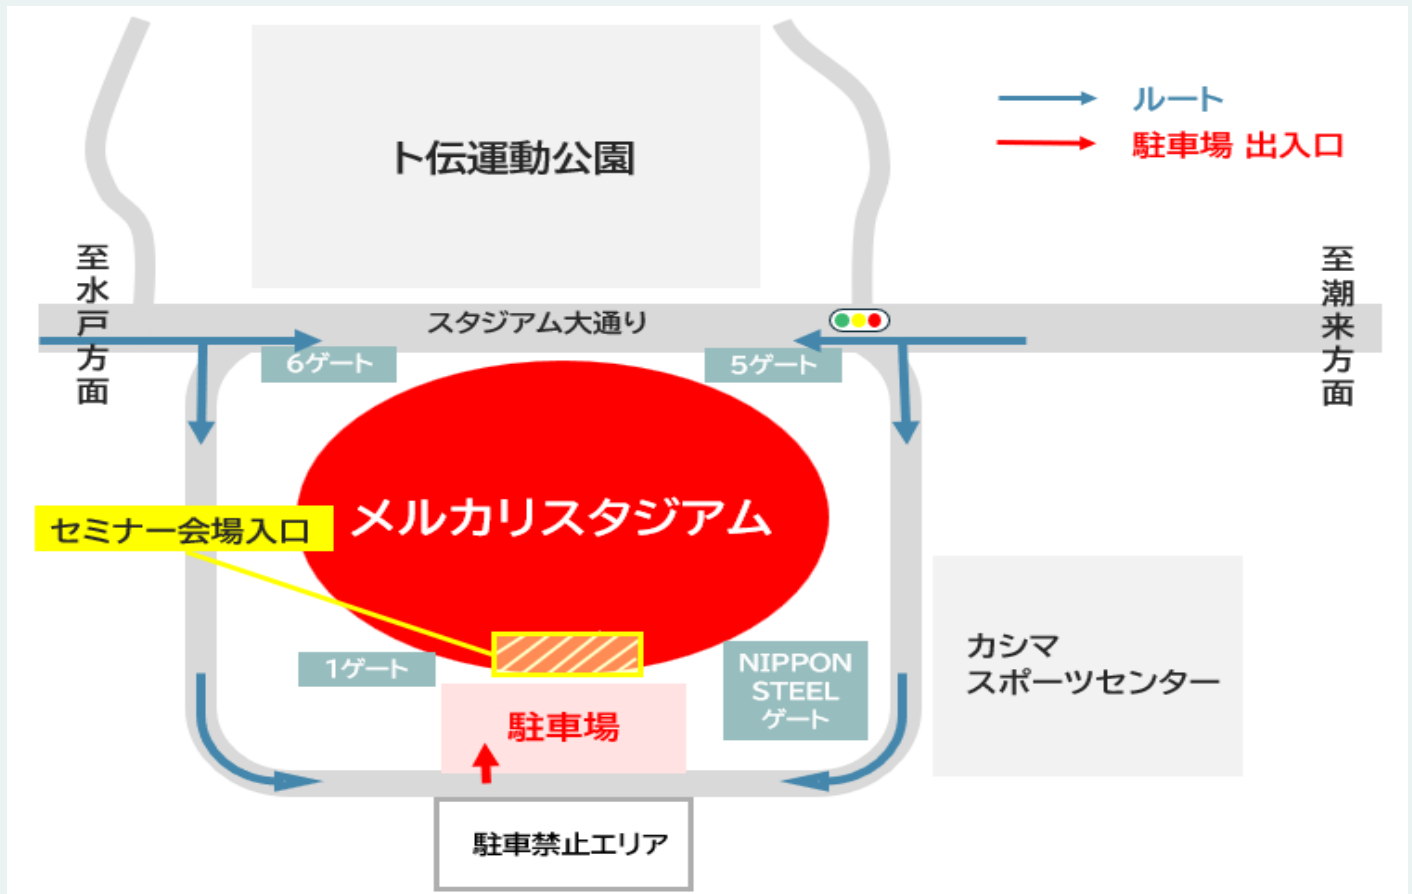 ト伝運動公園
ルート
駐車場 出入口
至水戸方面
至潮来方面
スタジアム大通り
6ゲート
5ゲート
メルカリスタジアム
セミナー会場入口
1ゲート
NIPPON
STEEL
ゲート
カシマ
スポーツセンター
駐車場
駐車禁止エリア